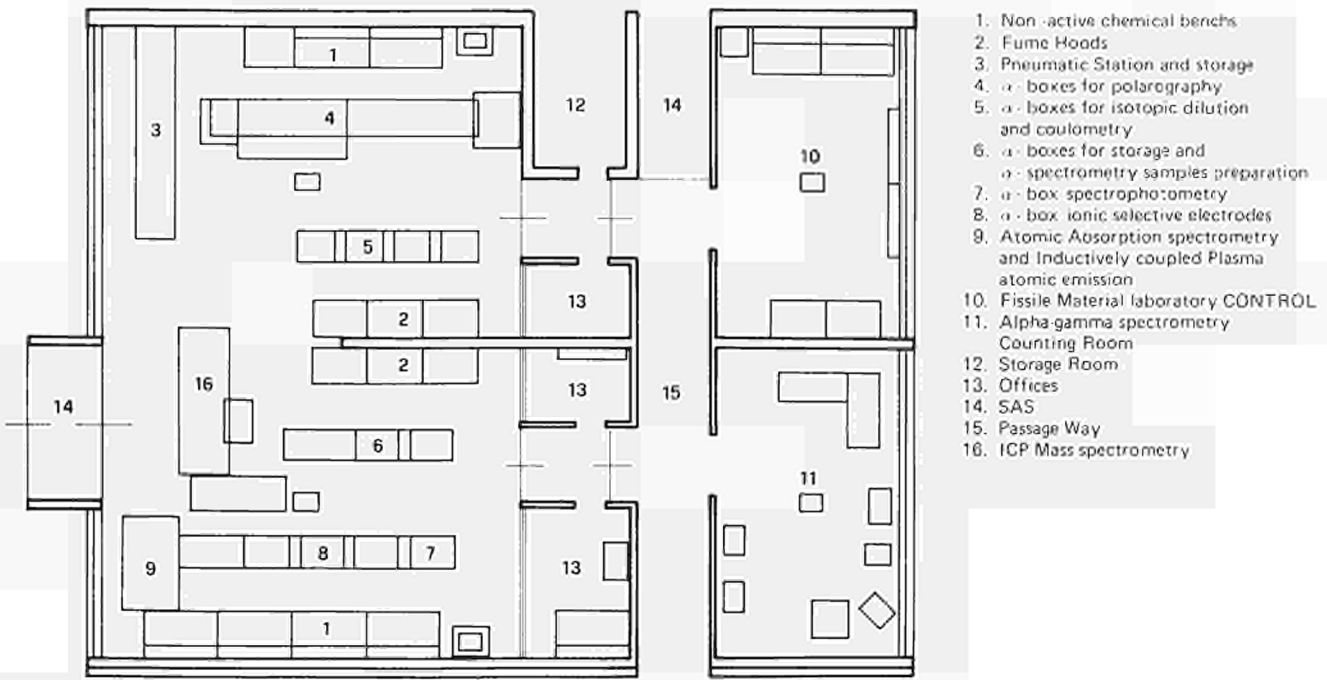 1
12
14
3
4
10
5
13
2
2
16
13
14
15
6
11
8
7
9
13
1
1. Non -active chemical benchs
2. Fume Hoods
3. Pneumatic Station and storage
4. α - boxes for polarography
5. α - boxes for isotopic dilution
and coulometry
6. α - boxes for storage and
α - spectrometry samples preparation
7. α - box spectrophotometry
8. α - box ionic selective electrodes
9. Atomic Absorption spectrometry
and Inductively coupled Plasma
atomic emission
10. Fissile Material laboratory CONTROL
11. Alpha-gamma spectrometry
Counting Room
12. Storage Room
13. Offices
14. SAS
15. Passage Way
16. ICP Mass spectrometry